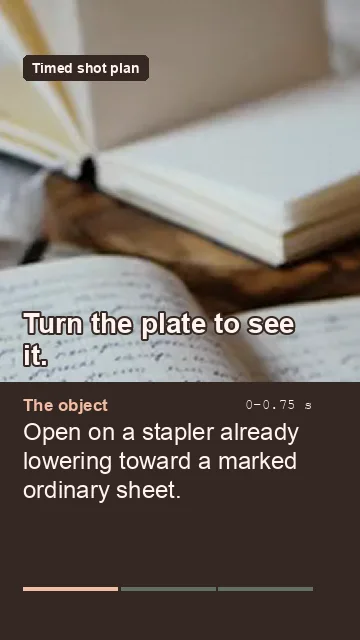 Timed shot plan
Turn the plate to see
it.
The object
0–0.75 s
Open on a stapler already
lowering toward a marked
ordinary sheet.